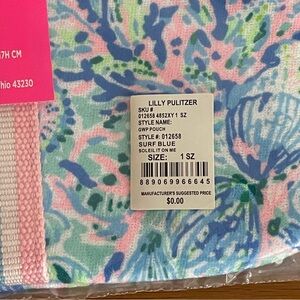 7H CM
hio 43230
LILLY PULITZER
SKU #
012658 4852XY 1 SZ
STYLE NAME:
GWP POUCH
STYLE #: 012658
SURF BLUE
SOLEIL IT ON ME
SIZE: 1 SZ
889069966645
MANUFACTURER'S SUGGESTED PRICE
$0.00